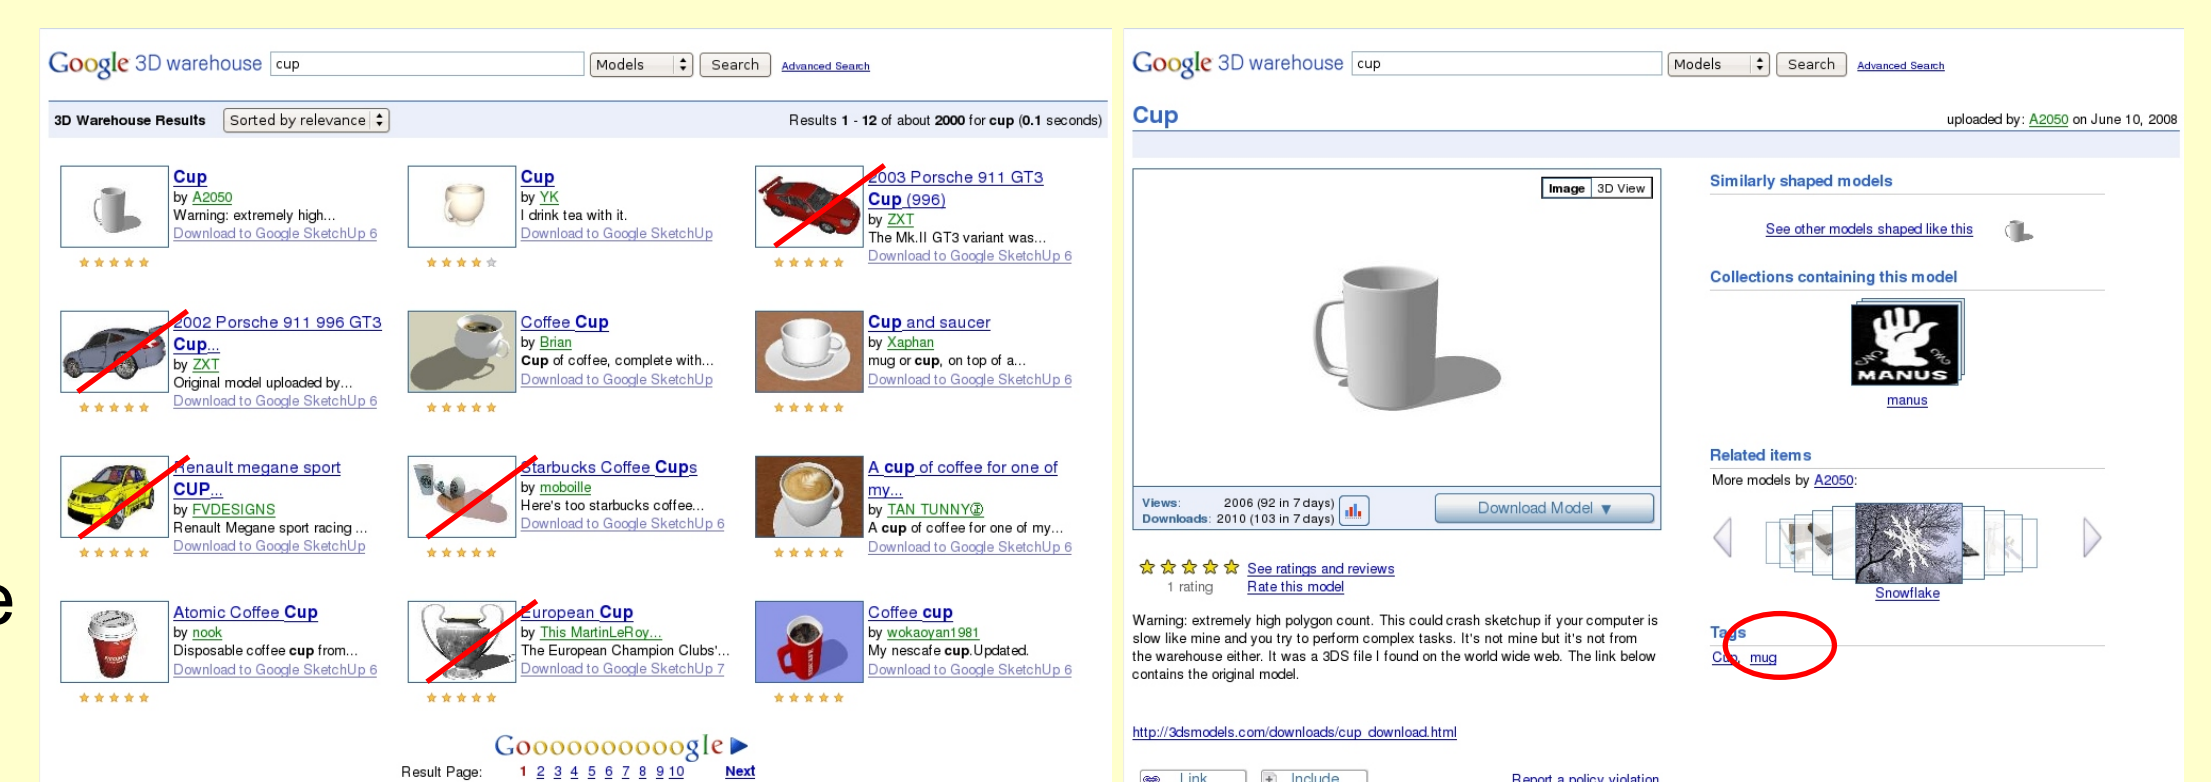 Google 3D warehouse cup Models Search Advanced Search
3D Warehouse Results Sorted by relevance Results 1 - 12 of about 2000 for cup (0.1 seconds)
Cup
by A2050
Warning: extremely high...
Download to Google SketchUp 6
Cup
by YK
I drink tea with it.
Download to Google SketchUp
2003 Porsche 911 GT3
Cup (996)
by ZXT
The Mk.II GT3 variant was...
Download to Google SketchUp 6
2002 Porsche 911 996 GT3
Cup...
by ZXT
Original model uploaded by...
Download to Google SketchUp 6
Coffee Cup
by Brian
Cup of coffee, complete with...
Download to Google SketchUp
Cup and saucer
by Xaphan
mug or cup, on top of a...
Download to Google SketchUp 6
Renault megane sport
CUP...
by FVDESIGNS
Renault Megane sport racing ...
Download to Google SketchUp
Starbucks Coffee Cups
by moboille
Here's too starbucks coffee...
Download to Google SketchUp 6
A cup of coffee for one of
my...
by TAN TUNNY
A cup of coffee for one of my...
Download to Google SketchUp 6
e
Atomic Coffee Cup
by nook
Disposable coffee cup from...
Download to Google SketchUp 6
European Cup
by This MartinLeRoy...
The European Champion Clubs'...
Download to Google SketchUp 7
Coffee cup
by wokaoyan1981
My nescafe cup.Updated.
Download to Google SketchUp 6
Goooooooooogle
Result Page: 1 2 3 4 5 6 7 8 9 10 Next
Google 3D warehouse cup Models Search Advanced Search
Cup
uploaded by: A2050 on June 10, 2008
Image 3D View
Views: 2006 (92 in 7 days)
Downloads: 2010 (103 in 7 days)
Download Model
See ratings and reviews
1 rating Rate this model
Warning: extremely high polygon count. This could crash sketchup if your computer is
slow like mine and you try to perform complex tasks. It's not mine but it's not from
the warehouse either. It was a 3DS file I found on the world wide web. The link below
contains the original model.
http://3dsmodels.com/downloads/cup_download.html
Link Include Report a policy violation
Similarly shaped models
See other models shaped like this
Collections containing this model
MANUS
manus
Related items
More models by A2050:
Snowflake
Tags
Cup, mug